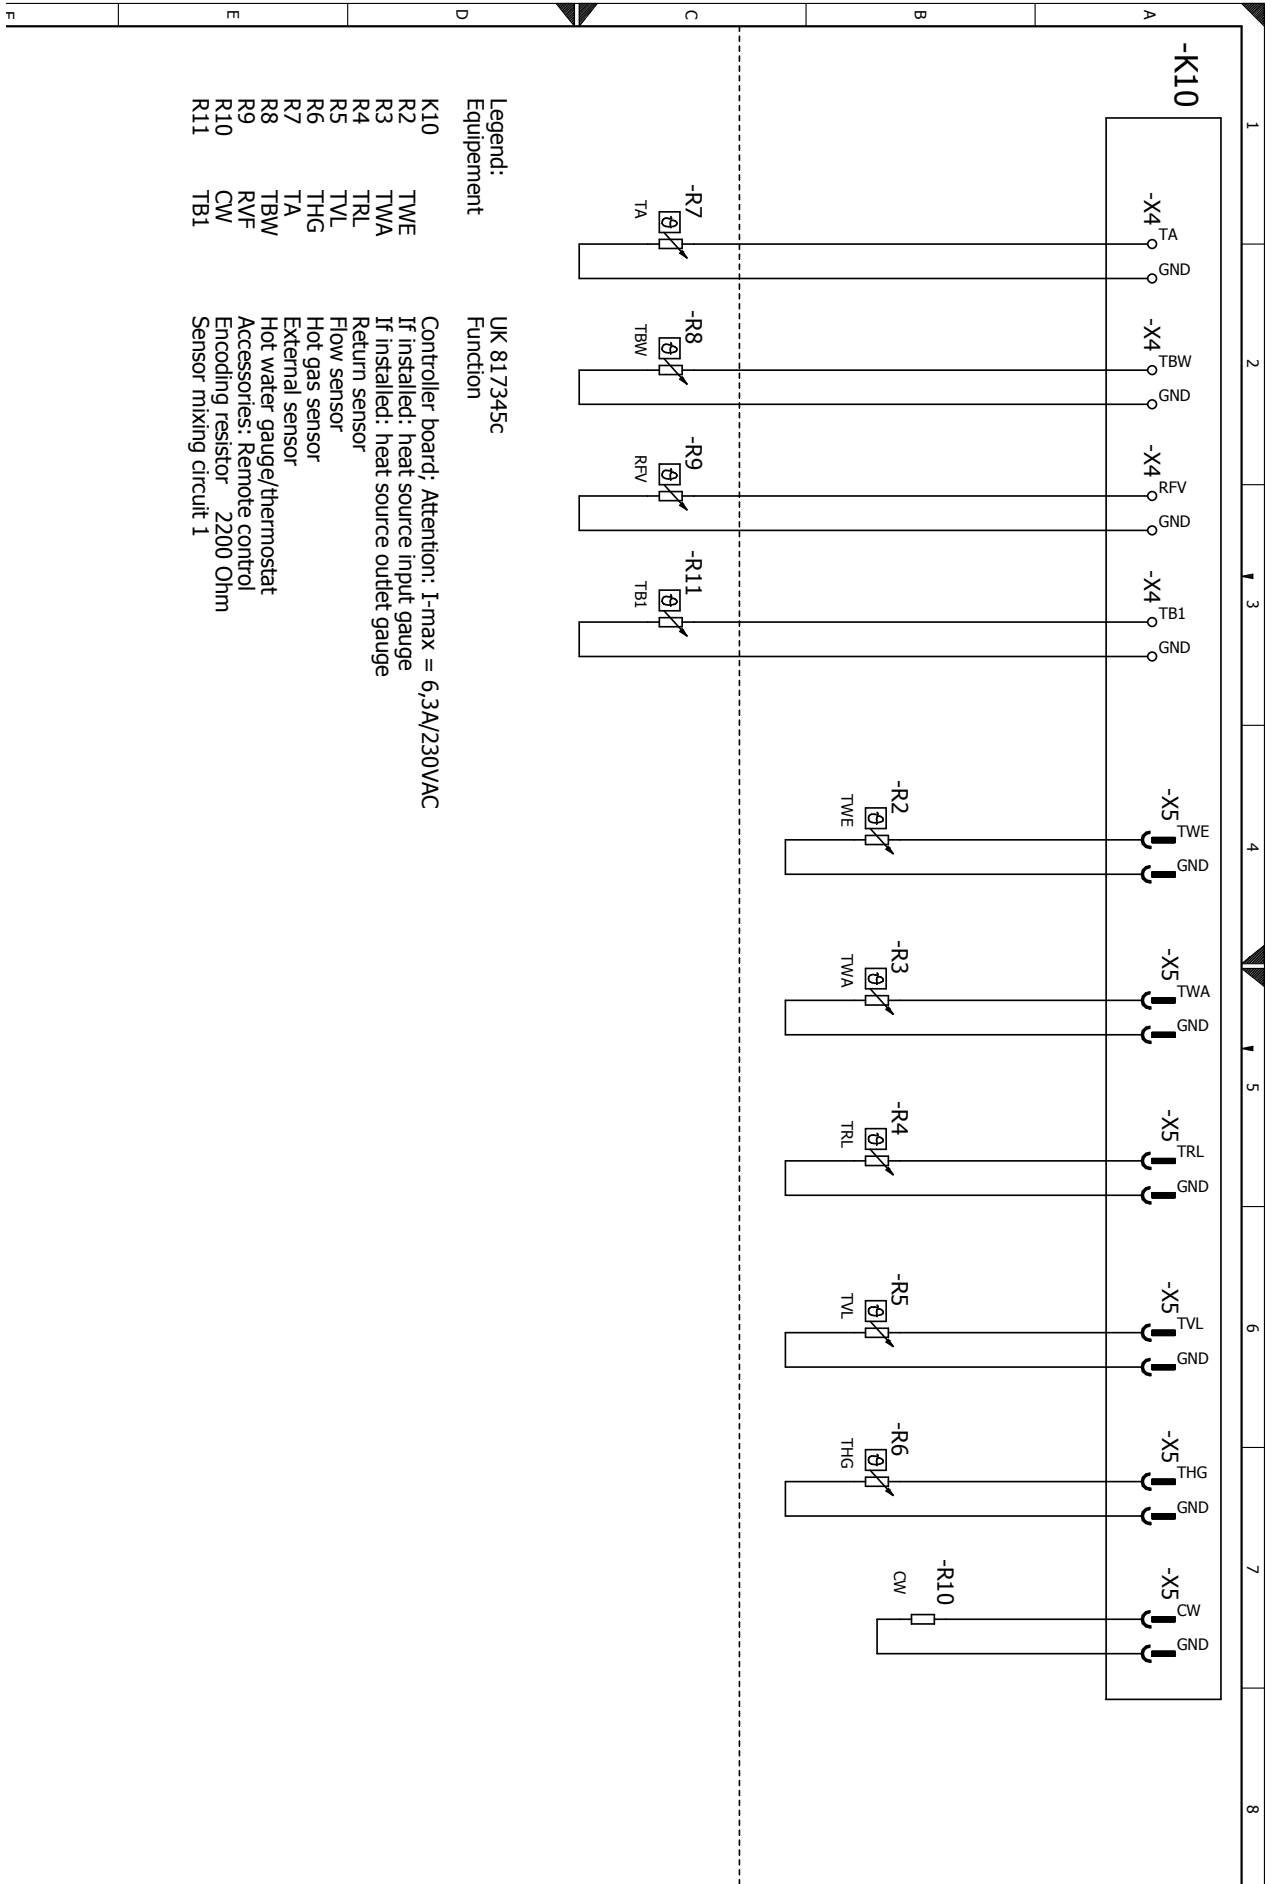 1 2 3 4 5 6 7 8
A
B
C
D
E
F
-K10
-X4 TA GND
-X4 TBW GND
-X4 RFV GND
-X4 TB1 GND
-X5 TWE GND
-X5 TWA GND
-X5 TRL GND
-X5 TVL GND
-X5 THG GND
-X5 CW GND
-R2
TWE
-R3
TWA
-R4
TRL
-R5
TVL
-R6
THG
-R10
CW
-R7
TA
-R8
TBW
-R9
RFV
-R11
TB1
Legend: UK 817345c
Equipement Function
K10 Controller board; Attention: I-max = 6,3A/230VAC
R2 TWE If installed: heat source input gauge
R3 TWA If installed: heat source outlet gauge
R4 TRL Return sensor
R5 TVL Flow sensor
R6 THG Hot gas sensor
R7 TA External sensor
R8 TBW Hot water gauge/thermostat
R9 RVF Accessories: Remote control
R10 CW Encoding resistor 2200 Ohm
R11 TB1 Sensor mixing circuit 1